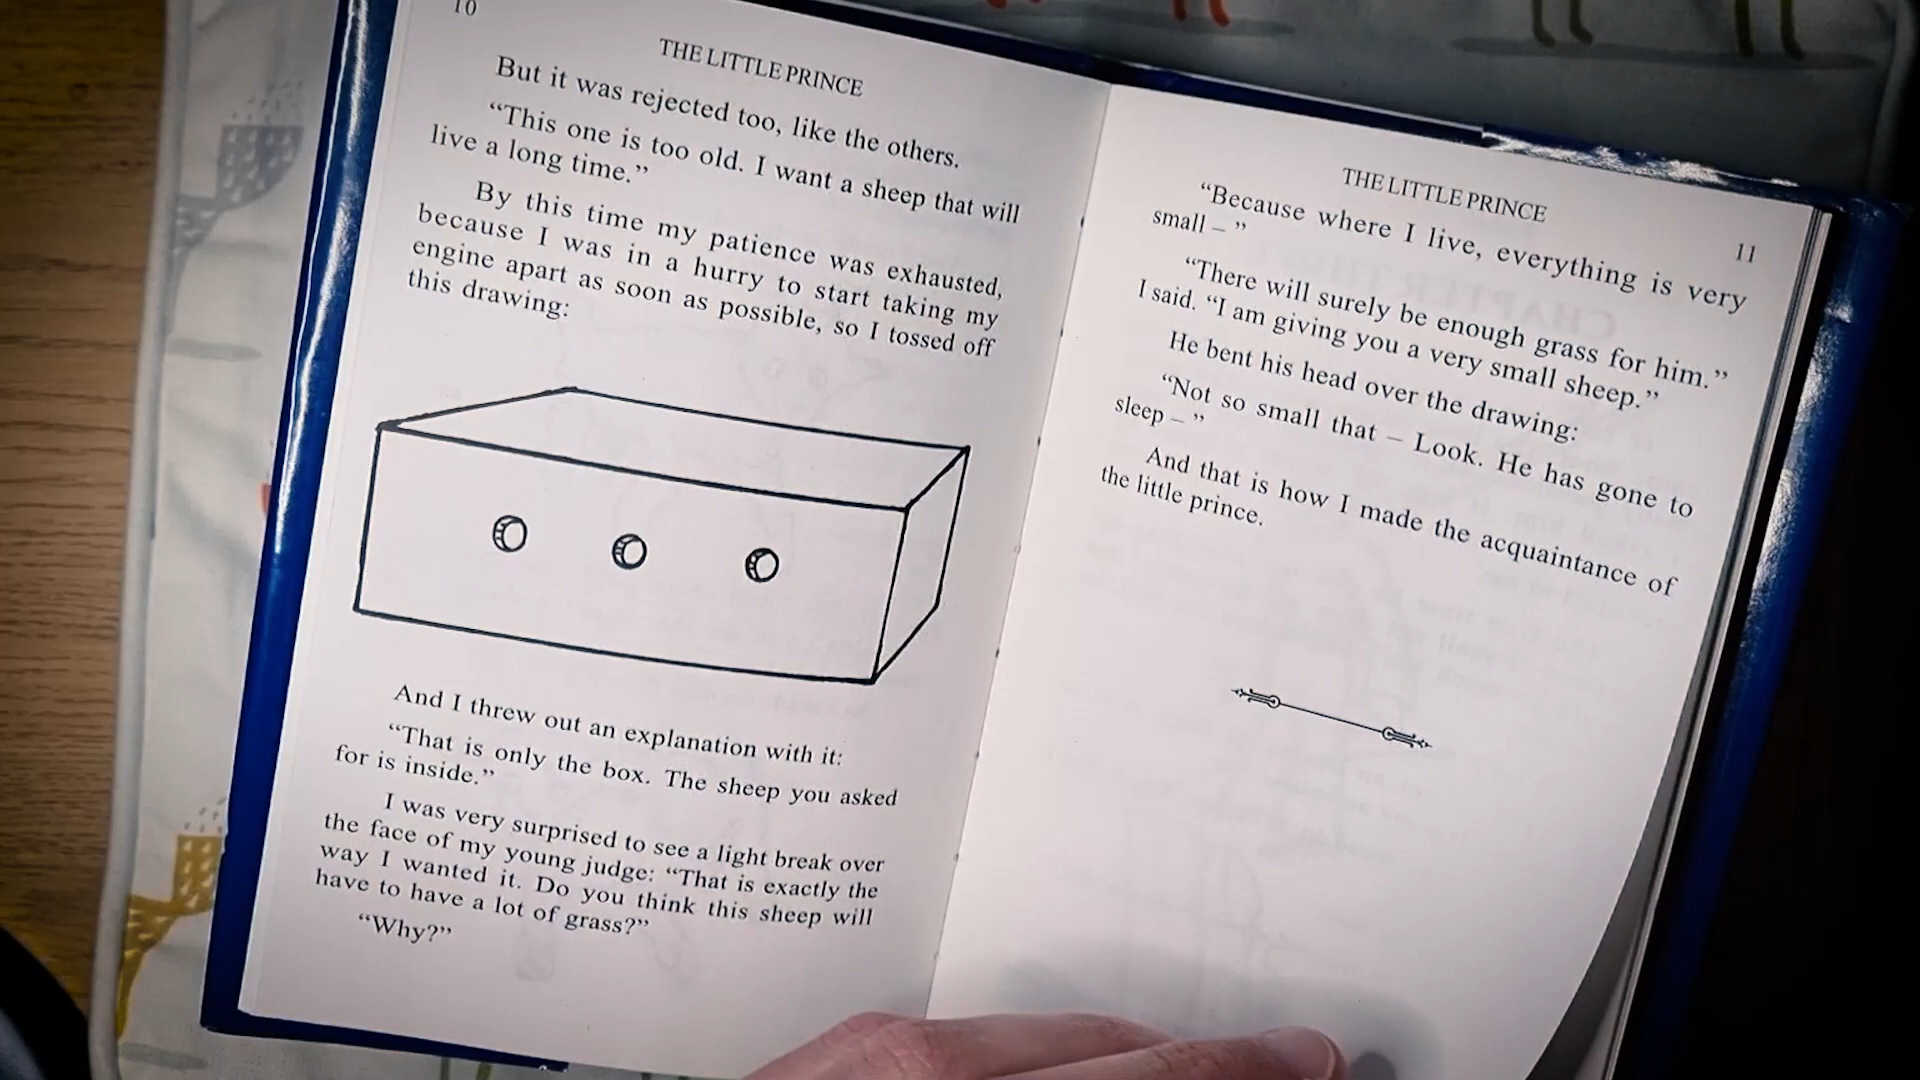 10
THE LITTLE PRINCE
But it was rejected too, like the others.
“This one is too old. I want a sheep that will
live a long time.”
By this time my patience was exhausted,
because I was in a hurry to start taking my
engine apart as soon as possible, so I tossed off
this drawing:
And I threw out an explanation with it:
“That is only the box. The sheep you asked
for is inside.”
I was very surprised to see a light break over
the face of my young judge: “That is exactly the
way I wanted it. Do you think this sheep will
have to have a lot of grass?”
“Why?”
THE LITTLE PRINCE
11
“Because where I live, everything is very
small – ”
“There will surely be enough grass for him.”
I said. “I am giving you a very small sheep.”
He bent his head over the drawing:
“Not so small that – Look. He has gone to
sleep – ”
And that is how I made the acquaintance of
the little prince.